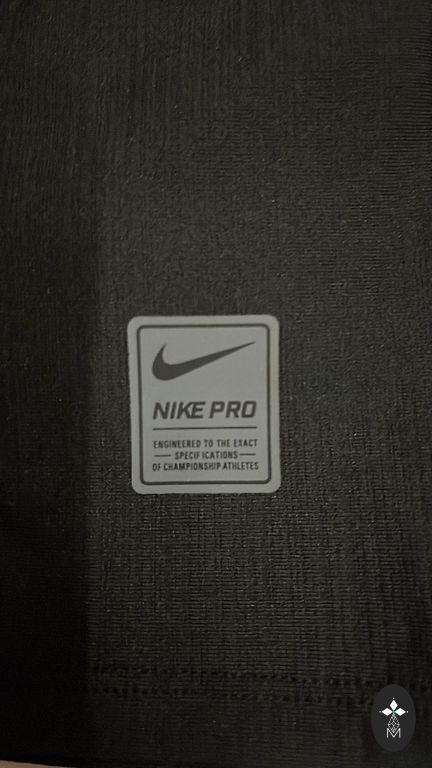 NIKE PRO
ENGINEERED TO THE EXACT
SPECIFICATIONS
OF CHAMPIONSHIP ATHLETES
M